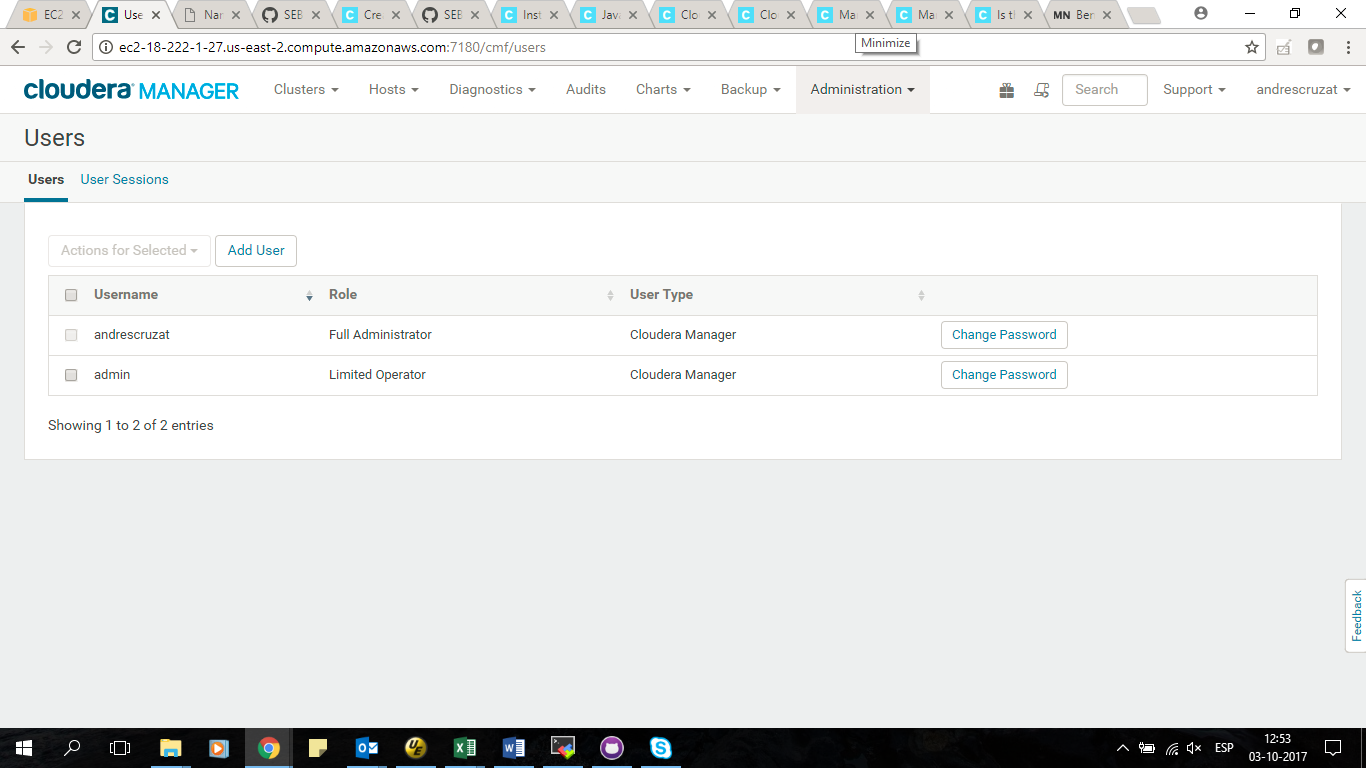 EC2 Use Nar SEB Cre SEB Inst Java Clo Clo Mai Ma Is t MN Ber
ec2-18-222-1-27.us-east-2.compute.amazonaws.com:7180/cmf/users
Minimize
cloudera MANAGER Clusters Hosts Diagnostics Audits Charts Backup Administration Search Support andrescruzat
Users
Users User Sessions
Actions for Selected Add User
Username Role User Type
andrescruzat Full Administrator Cloudera Manager Change Password
admin Limited Operator Cloudera Manager Change Password
Showing 1 to 2 of 2 entries
Feedback
ESP 12:53
03-10-2017